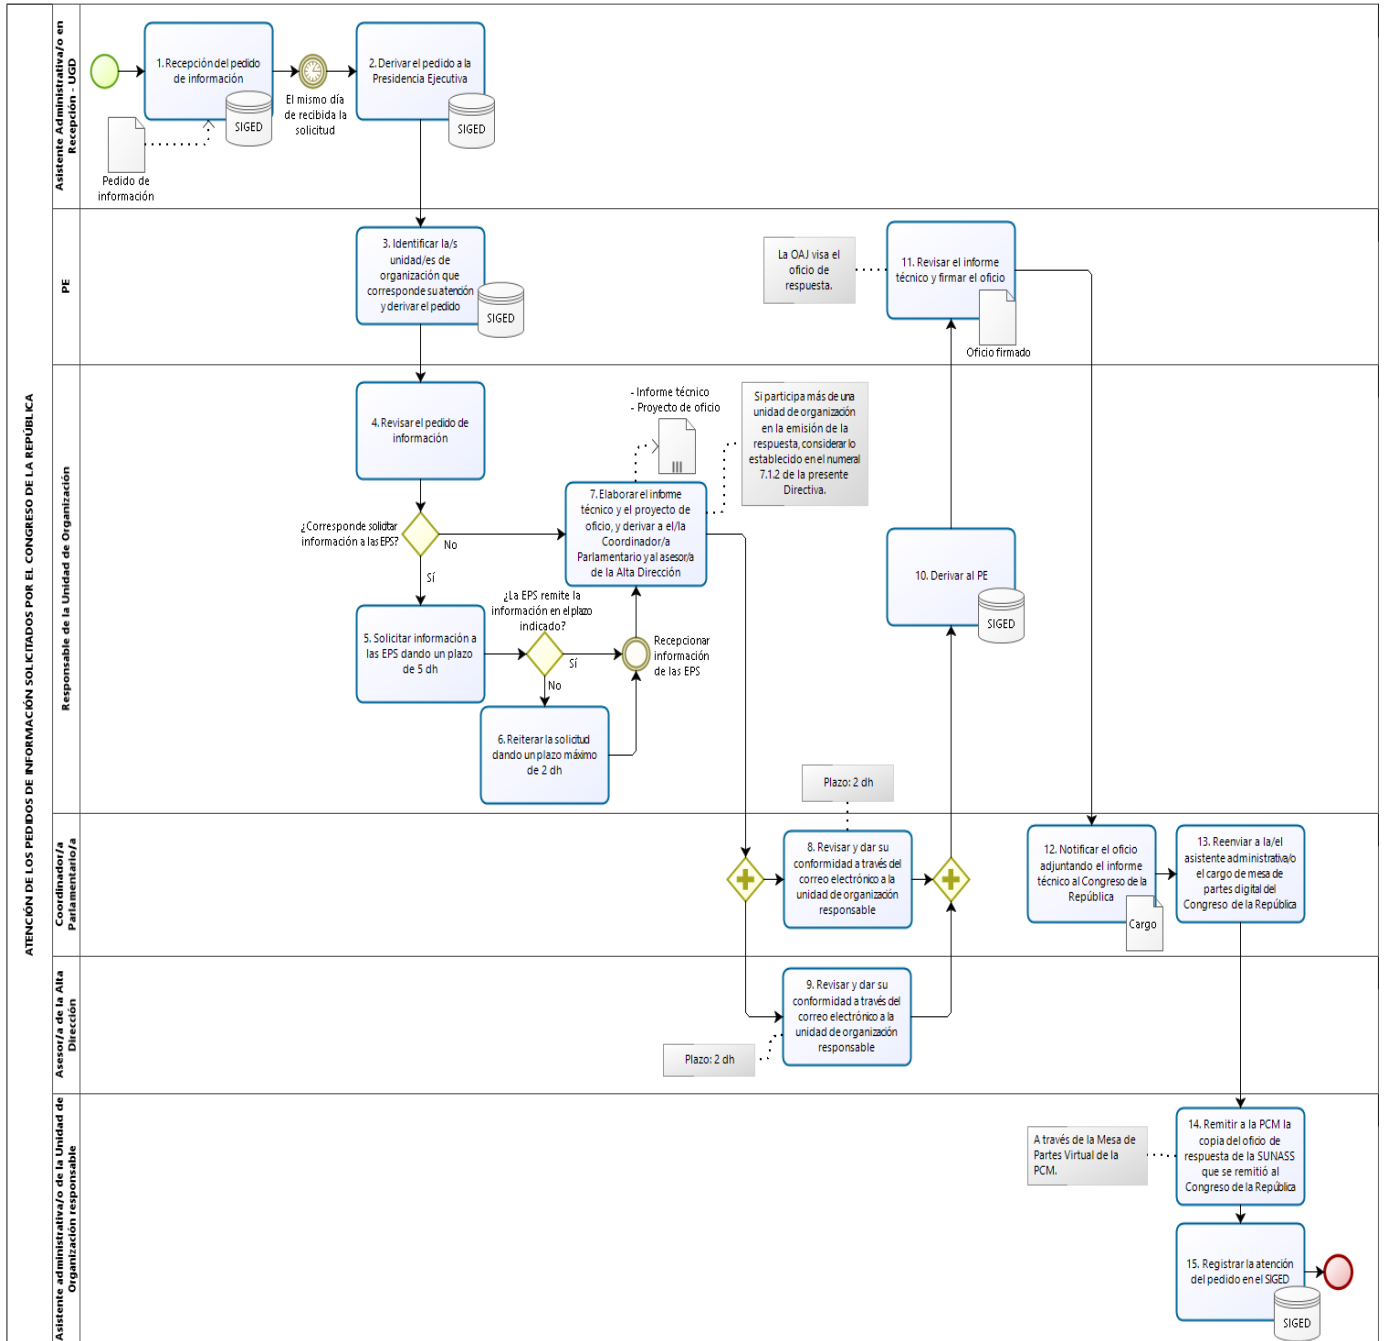 ATENCIÓN DE LOS PEDIDOS DE INFORMACIÓN SOLICITADOS POR EL CONGRESO DE LA REPÚBLICA
Asistente Administrativa/o en
Recepción - UGD
1. Recepción del pedido
de información
SIGED
Pedido de
información
El mismo día
de recibida la
solicitud
2. Derivar el pedido a la
Presidencia Ejecutiva
SIGED
PE
3. Identificar la/s
unidad/es de
organización que
corresponde su atención
y derivar el pedido
SIGED
La OAJ visa el
oficio de
respuesta.
11. Revisar el informe
técnico y firmar el oficio
Oficio firmado
Responsable de la Unidad de Organización
4. Revisar el pedido de
información
¿Corresponde solicitar
información a las EPS?
No
Sí
5. Solicitar información a
las EPS dando un plazo
de 5 dh
¿La EPS remite la
información en el plazo
indicado?
Sí
No
Recepcionar
información
de las EPS
6. Reiterar la solicitud
dando un plazo máximo
de 2 dh
- Informe técnico
- Proyecto de oficio
7. Elaborar el informe
técnico y el proyecto de
oficio, y derivar a el/la
Coordinador/a
Parlamentario y al asesor/a
de la Alta Dirección
Si participa más de una
unidad de organización
en la emisión de la
respuesta, considerar lo
establecido en el numeral
7.1.2 de la presente
Directiva.
10. Derivar al PE
SIGED
Coordinador/a
Parlamentario/a
Plazo: 2 dh
8. Revisar y dar su
conformidad a través del
correo electrónico a la
unidad de organización
responsable
12. Notificar el oficio
adjuntando el informe
técnico al Congreso de la
República
Cargo
13. Reenviar a la/el
asistente administrativa/o
el cargo de mesa de
partes digital del
Congreso de la República
Asesor/a de la Alta
Dirección
9. Revisar y dar su
conformidad a través del
correo electrónico a la
unidad de organización
responsable
Plazo: 2 dh
Asistente administrativa/o de la Unidad de
Organización responsable
A través de la Mesa de
Partes Virtual de la
PCM.
14. Remitir a la PCM la
copia del oficio de
respuesta de la SUNASS
que se remitió al
Congreso de la República
15. Registrar la atención
del pedido en el SIGED
SIGED